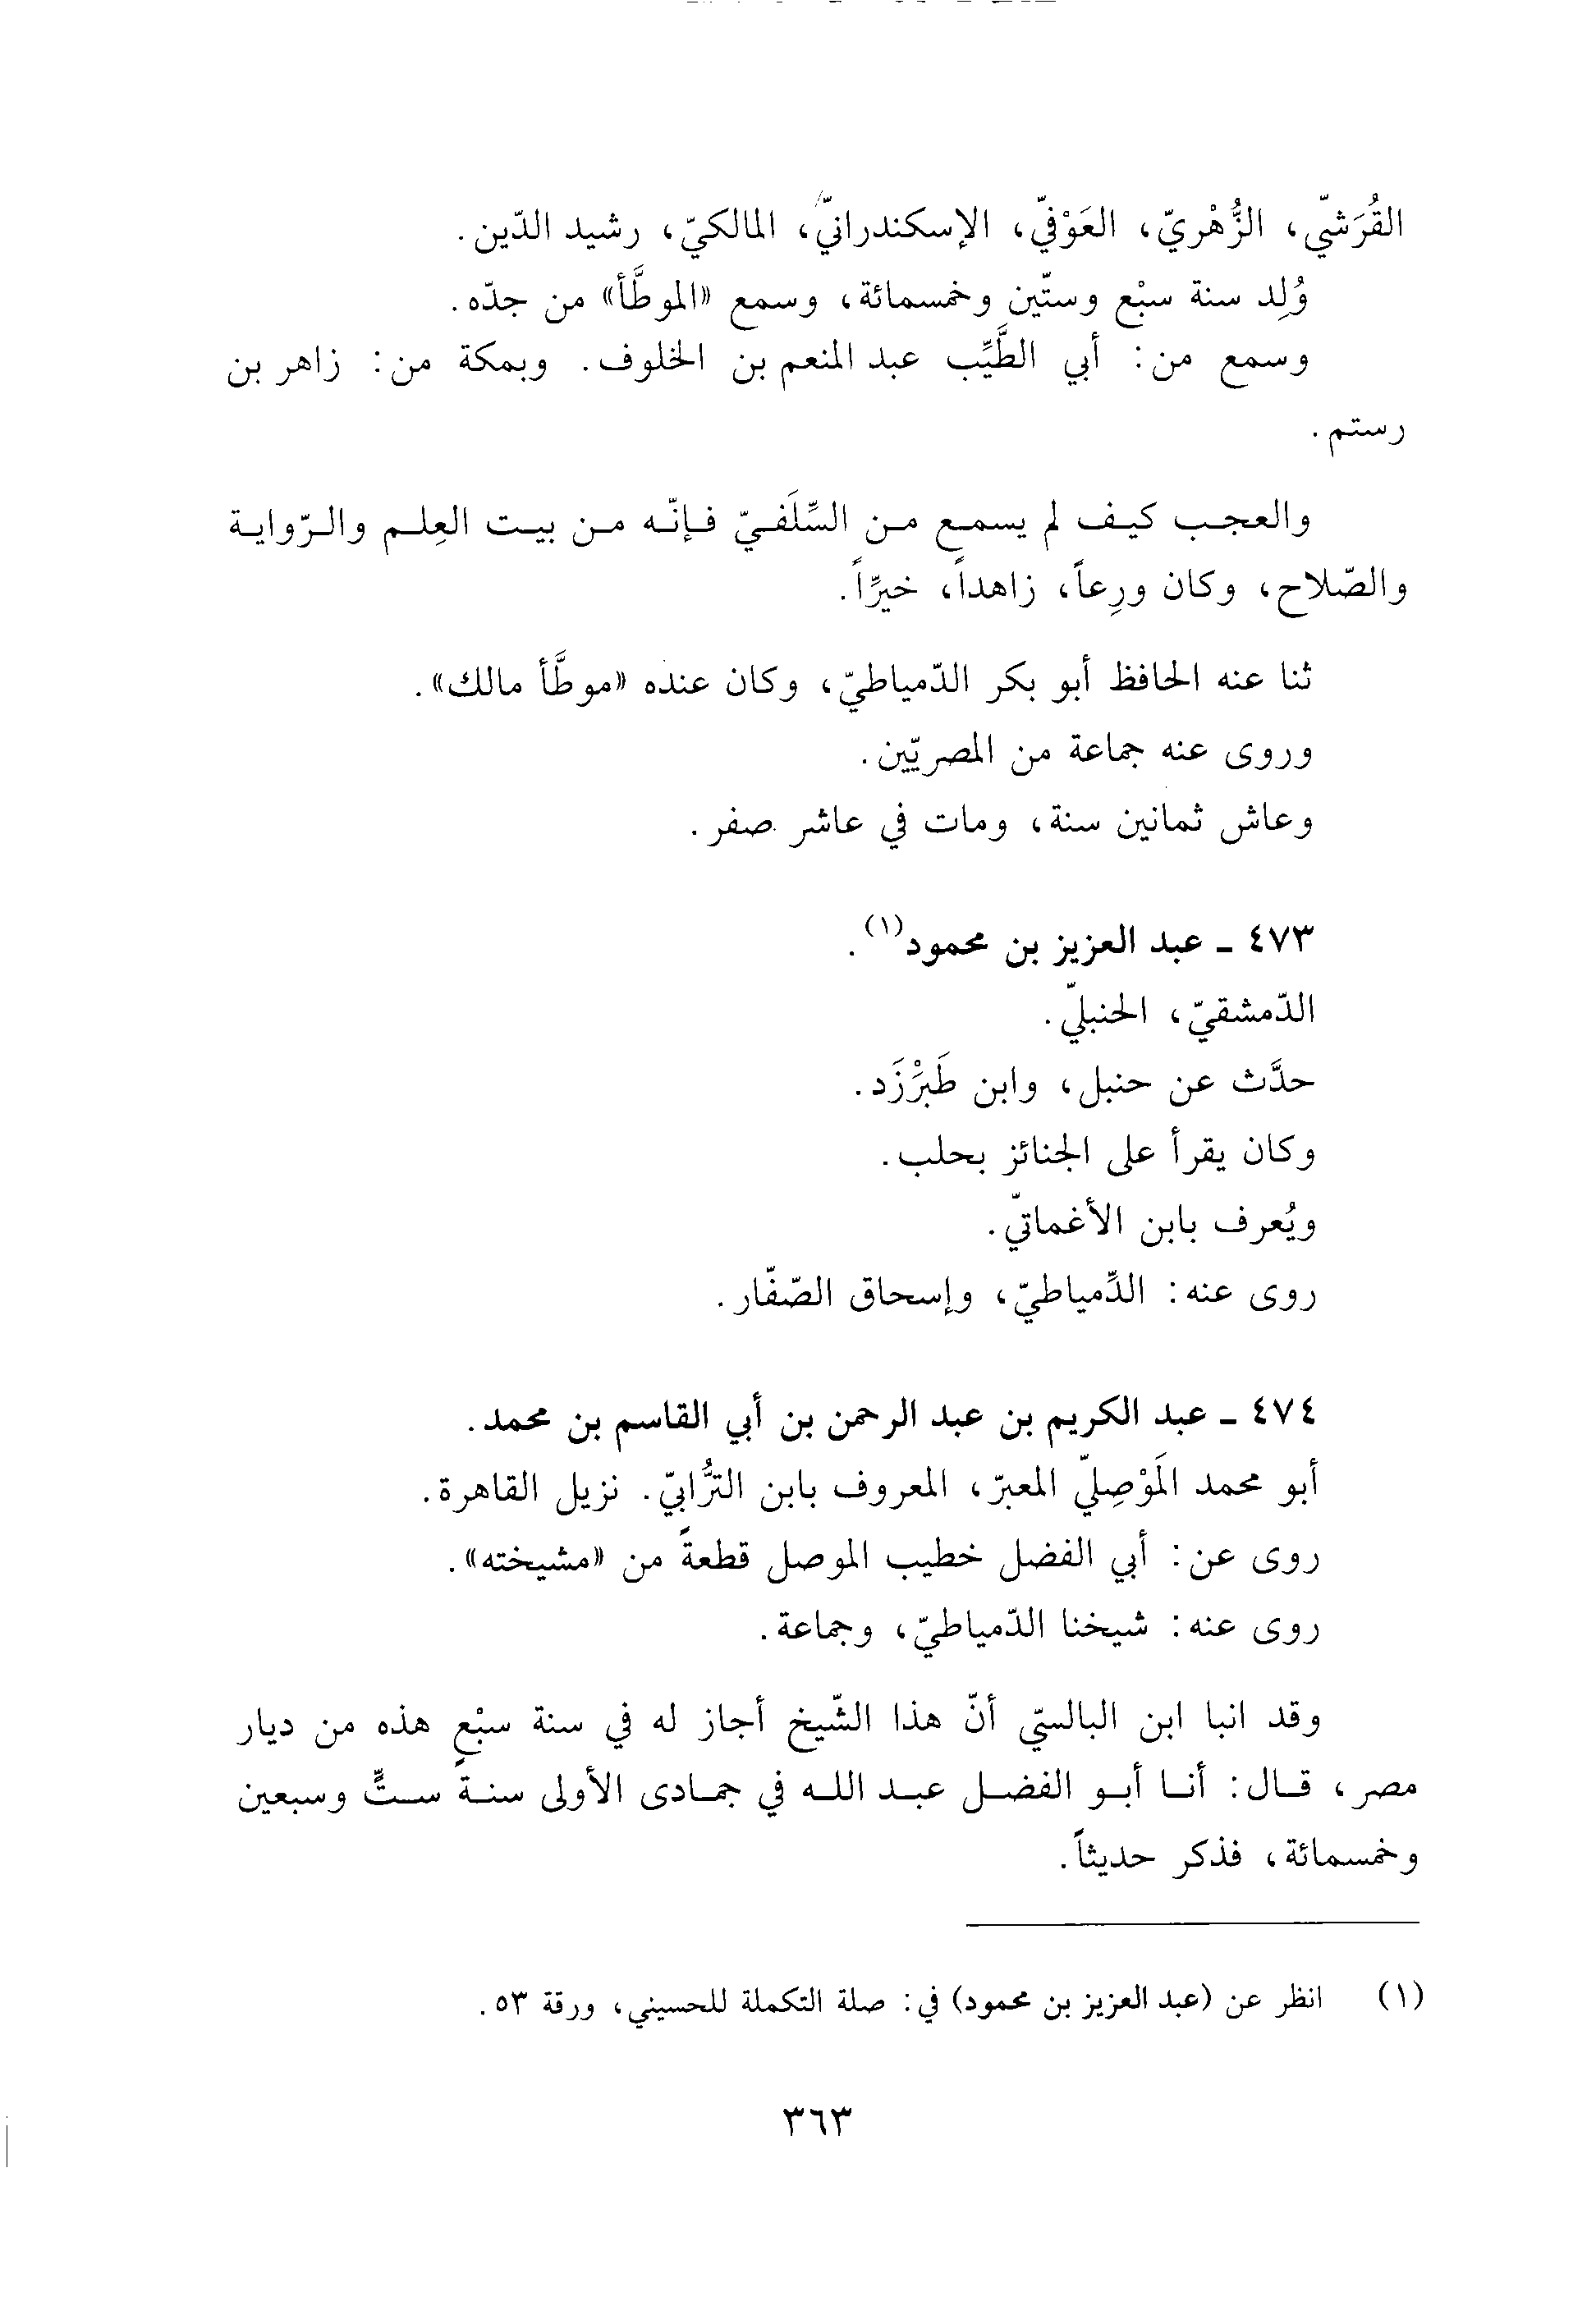 القُرَشيّ، الزُّهْريّ، العَوْفيّ، الإسكندرانيّ، المالكيّ، رشيد الدّين.
وُلِد سنة سبْع وستّين وخمسمائة، وسمع «الموطَّأ» من جدّه.
وسمع من: أبي الطَّيِّب عبد المنعم بن الخلوف. وبمكة من: زاهر بن
رستم.
والعجب كيف لم يسمع من السِّلَفيّ فإنّه من بيت العِلم والرّواية
والصّلاح، وكان ورِعاً، زاهداً، خيِّراً.
ثنا عنه الحافظ أبو بكر الدّمياطيّ، وكان عنده «موطَّأ مالك».
وروى عنه جماعة من المصريّين.
وعاش ثمانين سنة، ومات في عاشر صفر.
٤٧٣ ـ عبد العزيز بن محمود(١).
الدّمشقيّ، الحنبليّ.
حدَّث عن حنبل، وابن طَبَرْزَد.
وكان يقرأ على الجنائز بحلب.
ويُعرف بابن الأغماتيّ.
روى عنه: الدِّمياطيّ، وإسحاق الصّفّار.
٤٧٤ ـ عبد الكريم بن عبد الرحمن بن أبي القاسم بن محمد.
أبو محمد المَوْصِليّ المعبرّ، المعروف بابن التُّرابيّ. نزيل القاهرة.
روى عن: أبي الفضل خطيب الموصل قطعةً من «مشيخته».
روى عنه: شيخنا الدّمياطيّ، وجماعة.
وقد انبا ابن البالسيّ أنّ هذا الشّيخ أجاز له في سنة سبْعٍ هذه من ديار
مصر، قال: أنا أبو الفضل عبد الله في جمادى الأولى سنة ستٍّ وسبعين
وخمسمائة، فذكر حديثاً.
(١) انظر عن (عبد العزيز بن محمود) في: صلة التكملة للحسيني، ورقة ٥٣.
٣٦٣